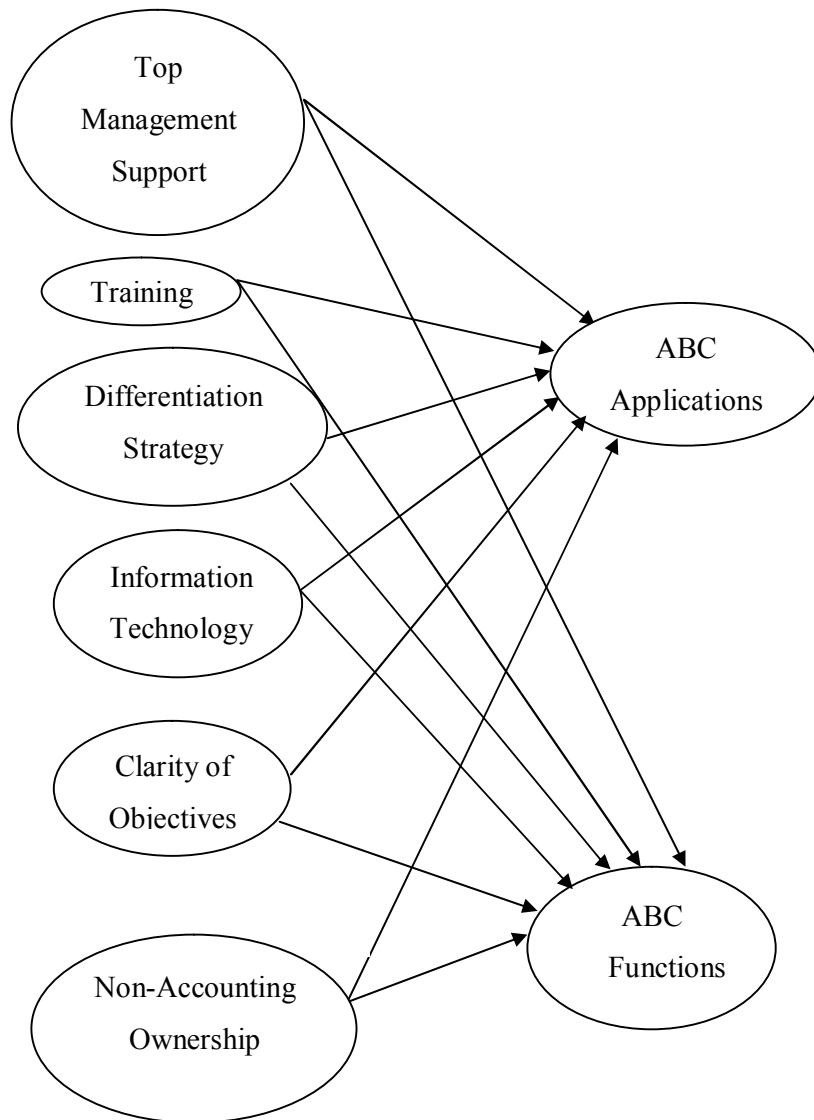 Top
Management
Support
Training
Differentiation
Strategy
Information
Technology
Clarity of
Objectives
Non-Accounting
Ownership
ABC
Applications
ABC
Functions